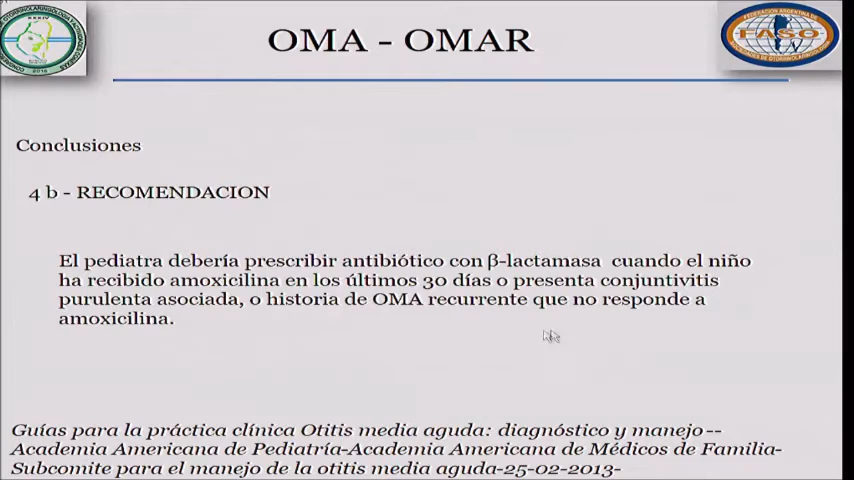 OMA - OMAR
FASO
Conclusiones
4 b - RECOMENDACION
El pediatra debería prescribir antibiótico con β-lactamasa cuando el niño
ha recibido amoxicilina en los últimos 30 días o presenta conjuntivitis
purulenta asociada, o historia de OMA recurrente que no responde a
amoxicilina.
Guías para la práctica clínica Otitis media aguda: diagnóstico y manejo--
Academia Americana de Pediatría-Academia Americana de Médicos de Familia-
Subcomite para el manejo de la otitis media aguda-25-02-2013-